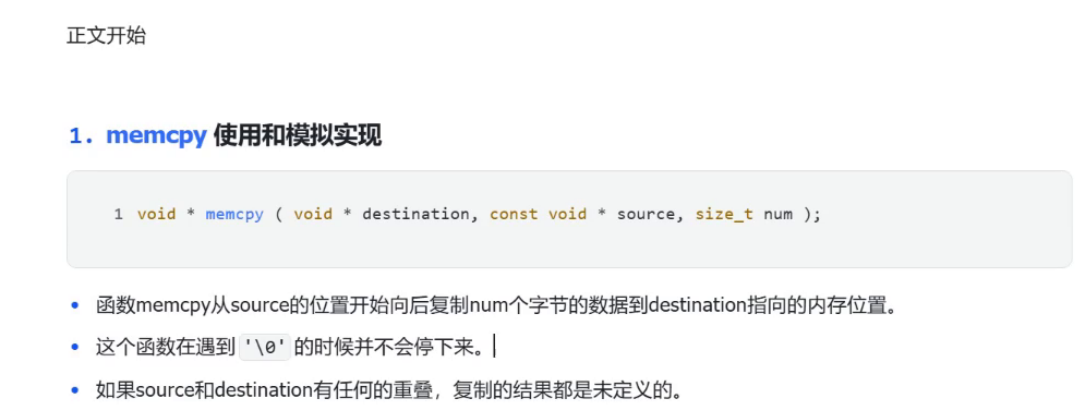 正文开始
1. memcpy 使用和模拟实现
1 void * memcpy ( void * destination, const void * source, size_t num );
• 函数memcpy从source的位置开始向后复制num个字节的数据到destination指向的内存位置。
• 这个函数在遇到 '\0' 的时候并不会停下来。
• 如果source和destination有任何的重叠，复制的结果都是未定义的。